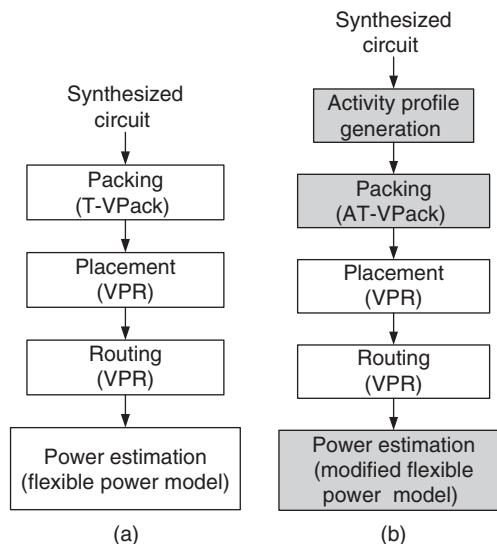 Synthesized
circuit
Packing
(T-VPack)
Placement
(VPR)
Routing
(VPR)
Power estimation
(flexible power model)
(a)
Synthesized
circuit
Activity profile
generation
Packing
(AT-VPack)
Placement
(VPR)
Routing
(VPR)
Power estimation
(modified flexible
power model)
(b)